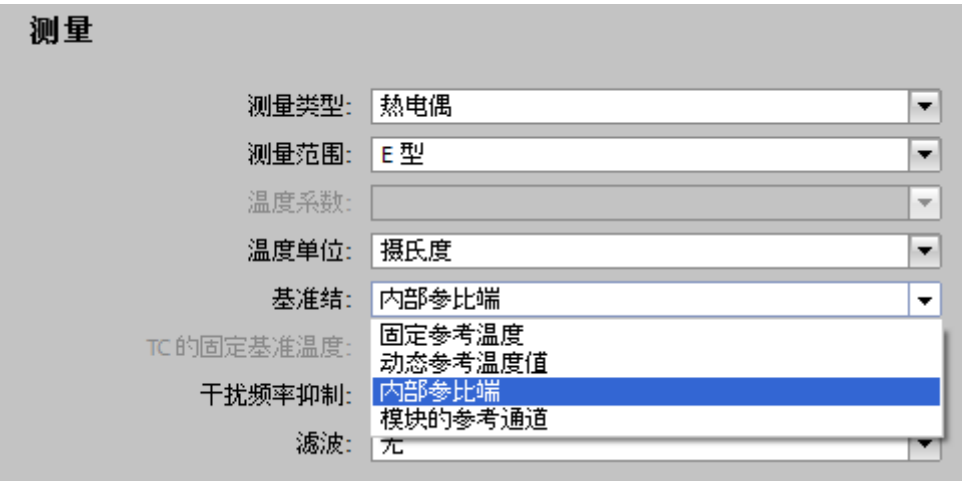 测量
测量类型: 热电偶
测量范围: E 型
温度系数:
温度单位: 摄氏度
基准结: 内部参比端
固定参考温度
TC 的固定基准温度:
动态参考温度值
干扰频率抑制: 内部参比端
模块的参考通道
滤波: 无